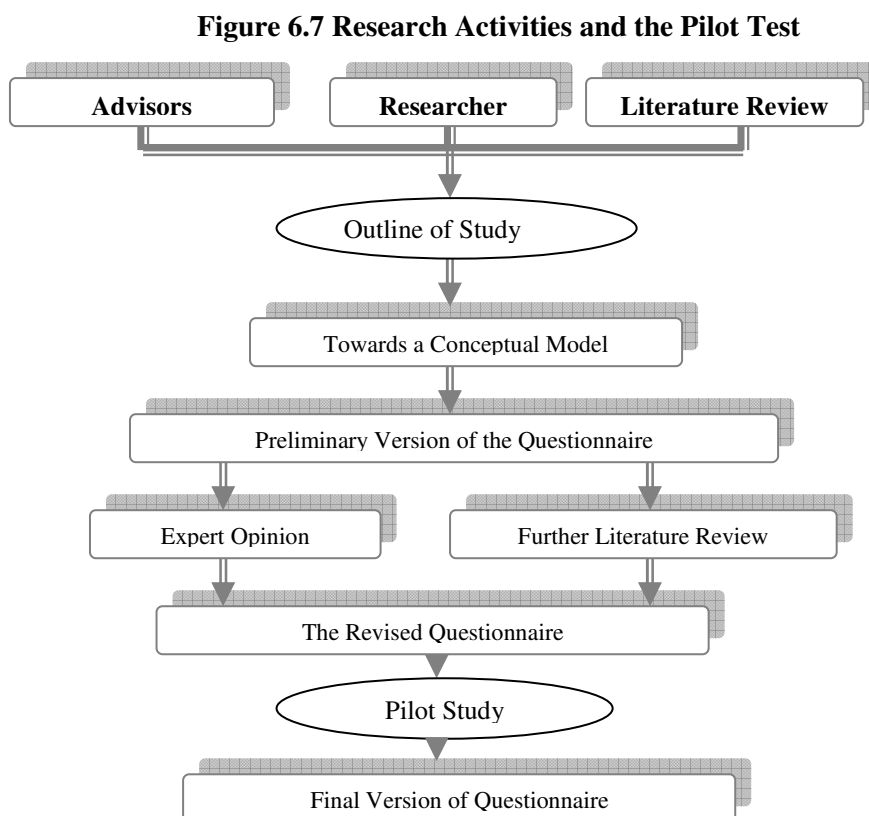 Figure 6.7 Research Activities and the Pilot Test
Advisors
Researcher
Literature Review
Outline of Study
Towards a Conceptual Model
Preliminary Version of the Questionnaire
Expert Opinion
Further Literature Review
The Revised Questionnaire
Pilot Study
Final Version of Questionnaire